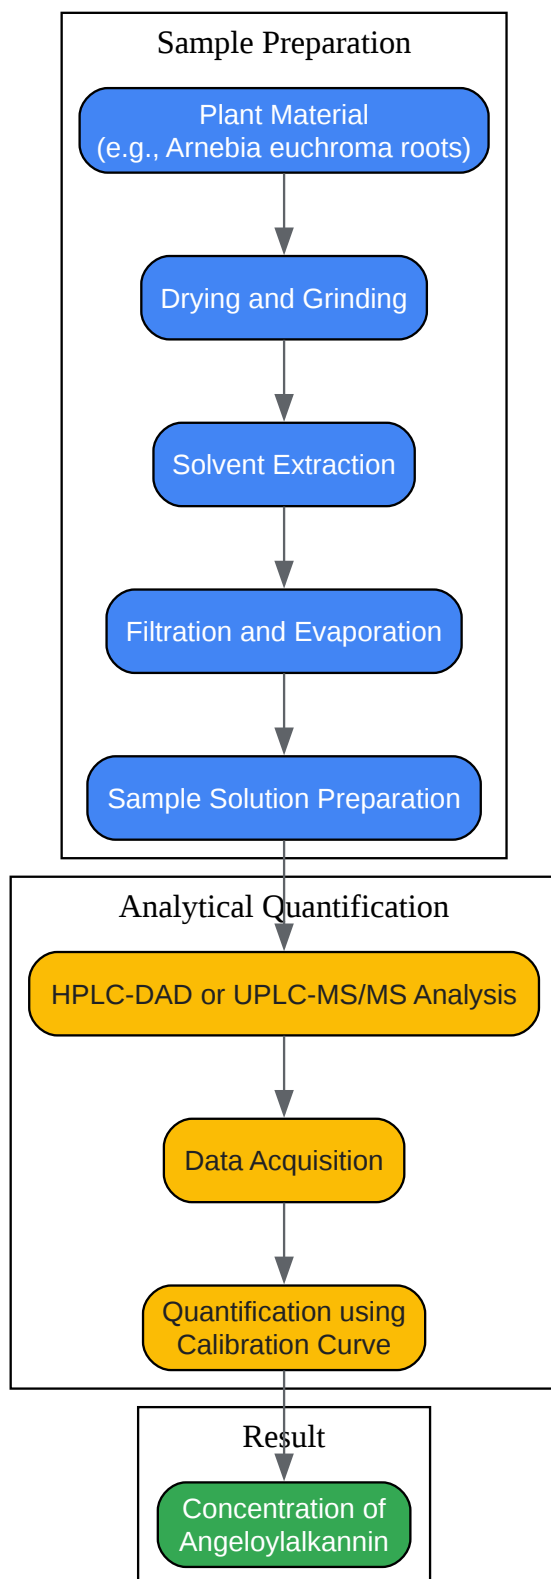 Sample Preparation
Plant Material
(e.g., Arnebia euchroma roots)
Drying and Grinding
Solvent Extraction
Filtration and Evaporation
Sample Solution Preparation
Analytical Quantification
HPLC-DAD or UPLC-MS/MS Analysis
Data Acquisition
Quantification using
Calibration Curve
Result
Concentration of
Angeloylalkannin